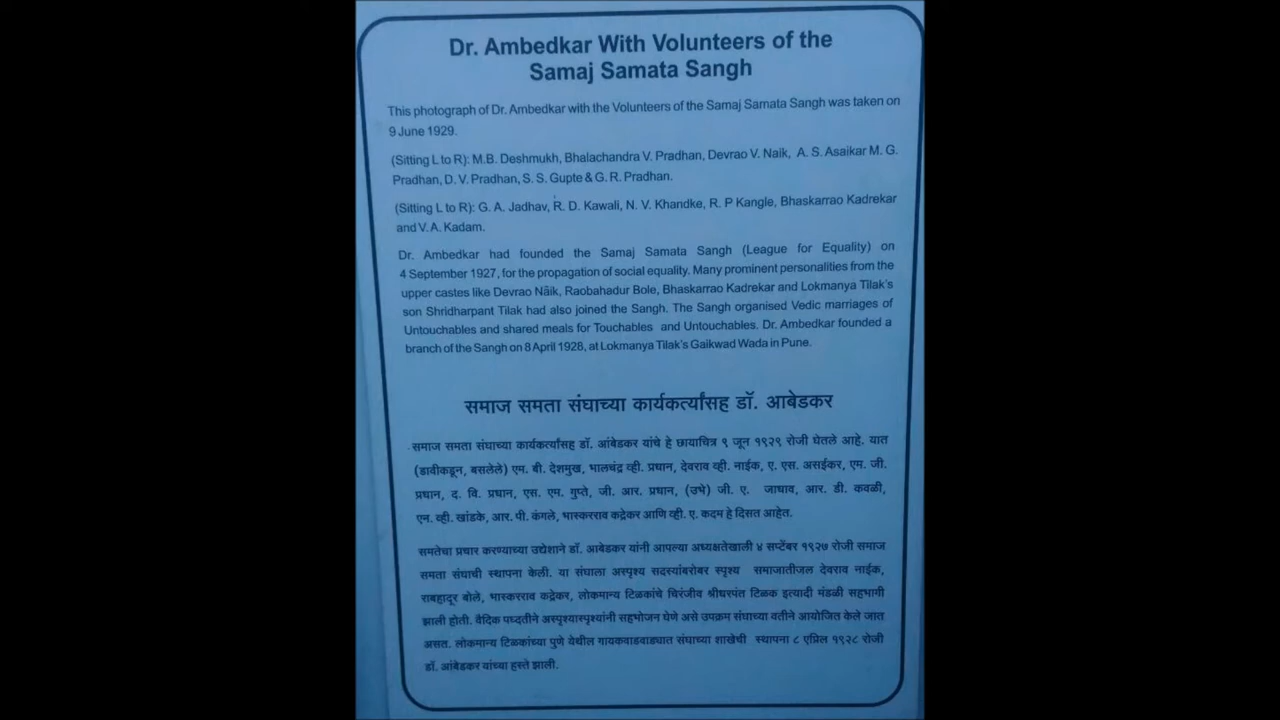 Dr. Ambedkar With Volunteers of the
Samaj Samata Sangh
This photograph of Dr. Ambedkar with the Volunteers of the Samaj Samata Sangh was taken on
9 June 1929.
(Sitting L to R): M.B. Deshmukh, Bhalachandra V. Pradhan, Devrao V. Naik, A. S. Asaikar M. G.
Pradhan, D. V. Pradhan, S. S. Gupte & G. R. Pradhan.
(Sitting L to R): G. A. Jadhav, R. D. Kawali, N. V. Khandke, R. P Kangle, Bhaskarrao Kadrekar
and V. A. Kadam.
Dr. Ambedkar had founded the Samaj Samata Sangh (League for Equality) on
4 September 1927, for the propagation of social equality. Many prominent personalities from the
upper castes like Devrao Nāik, Raobahadur Bole, Bhaskarrao Kadrekar and Lokmanya Tilak's
son Shridharpant Tilak had also joined the Sangh. The Sangh organised Vedic marriages of
Untouchables and shared meals for Touchables and Untouchables. Dr. Ambedkar founded a
branch of the Sangh on 8 April 1928, at Lokmanya Tilak's Gaikwad Wada in Pune.
समाज समता संघाच्या कार्यकर्त्यांसह डॉ. आबेडकर
समाज समता संघाच्या कार्यकर्त्यांसह डॉ. आंबेडकर यांचे हे छायाचित्र ९ जून १९२९ रोजी घेतले आहे. यात
(डावीकडून, बसलेले) एम. बी. देशमुख, भालचंद्र व्ही. प्रधान, देवराव व्ही. नाईक, ए. एस. असईकर, एम. जी.
प्रधान, द. वि. प्रधान, एस. एम. गुप्ते, जी. आर. प्रधान, (उभे) जी. ए. जाधाव, आर. डी. कवळी,
एन. व्ही. खांडके, आर. पी. कंगले, भास्करराव कद्रेकर आणि व्ही. ए. कदम हे दिसत आहेत.
समतेचा प्रचार करण्याच्या उद्येशाने डॉ. आबेडकर यांनी आपल्या अध्यक्षतेखाली ४ सप्टेंबर १९२७ रोजी समाज
समता संघाची स्थापना केली. या संघाला अस्पृश्य सदस्यांबरोबर स्पृश्य समाजातीजल देवराव नाईक,
राबहादूर बोले, भास्करराव कद्रेकर, लोकमान्य टिळकांचे चिरंजीव श्रीधरपंत टिळक इत्यादी मंडळी सहभागी
झाली होती. वैदिक पध्दतीने अस्पृश्यास्पृश्यांनी सहभोजन घेणे असे उपक्रम संघाच्या वतीने आयोजित केले जात
असत. लोकमान्य टिळकांच्या पुणे येथील गायकवाडवाड्यात संघाच्या शाखेची स्थापना ८ एप्रिल १९२८ रोजी
डॉ. आंबेडकर यांच्या हस्ते झाली.